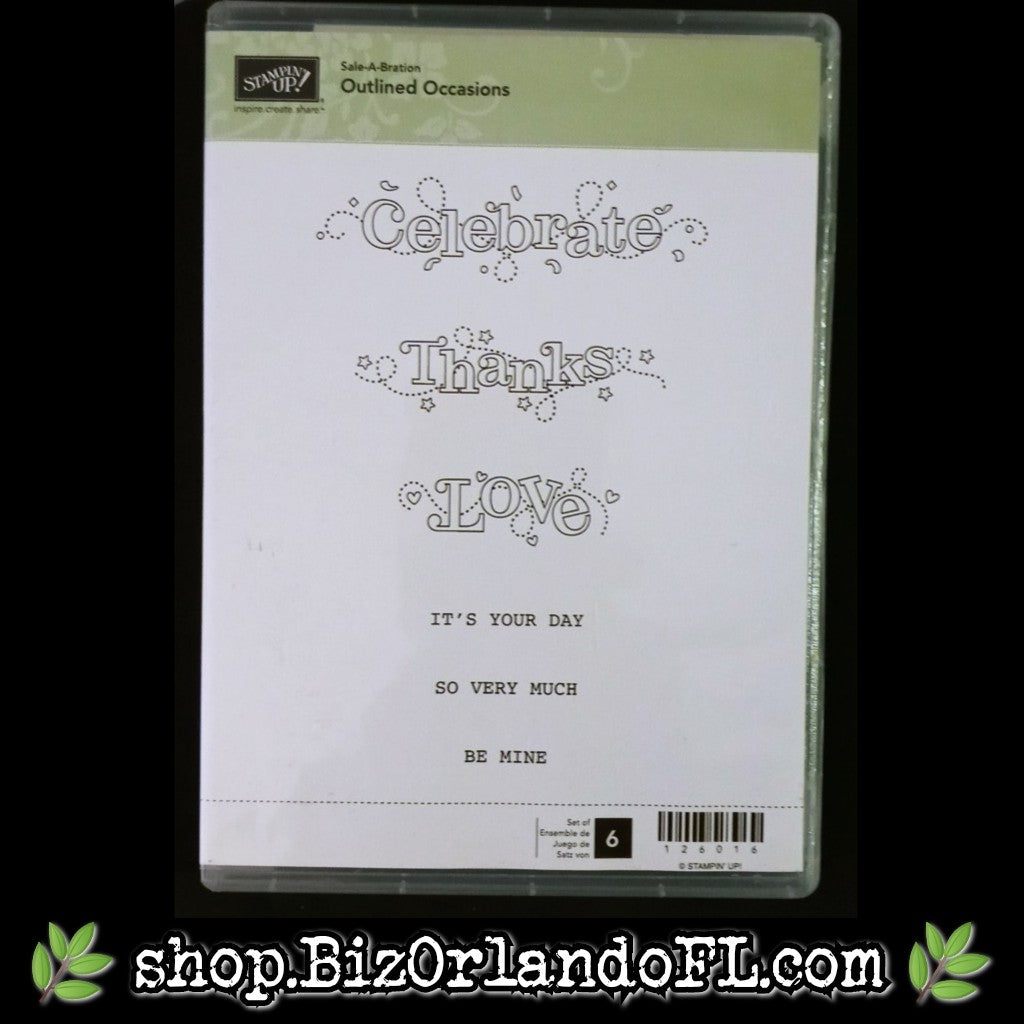 STAMPIN' UP!®
inspire.create.share.™
Sale-A-Bration
Outlined Occasions
Celebrate
Thanks
Love
IT'S YOUR DAY
SO VERY MUCH
BE MINE
Set of
Ensemble de
Juego de
Satz von
6
126016
© STAMPIN' UP!
shop.BizOrlandoFL.com